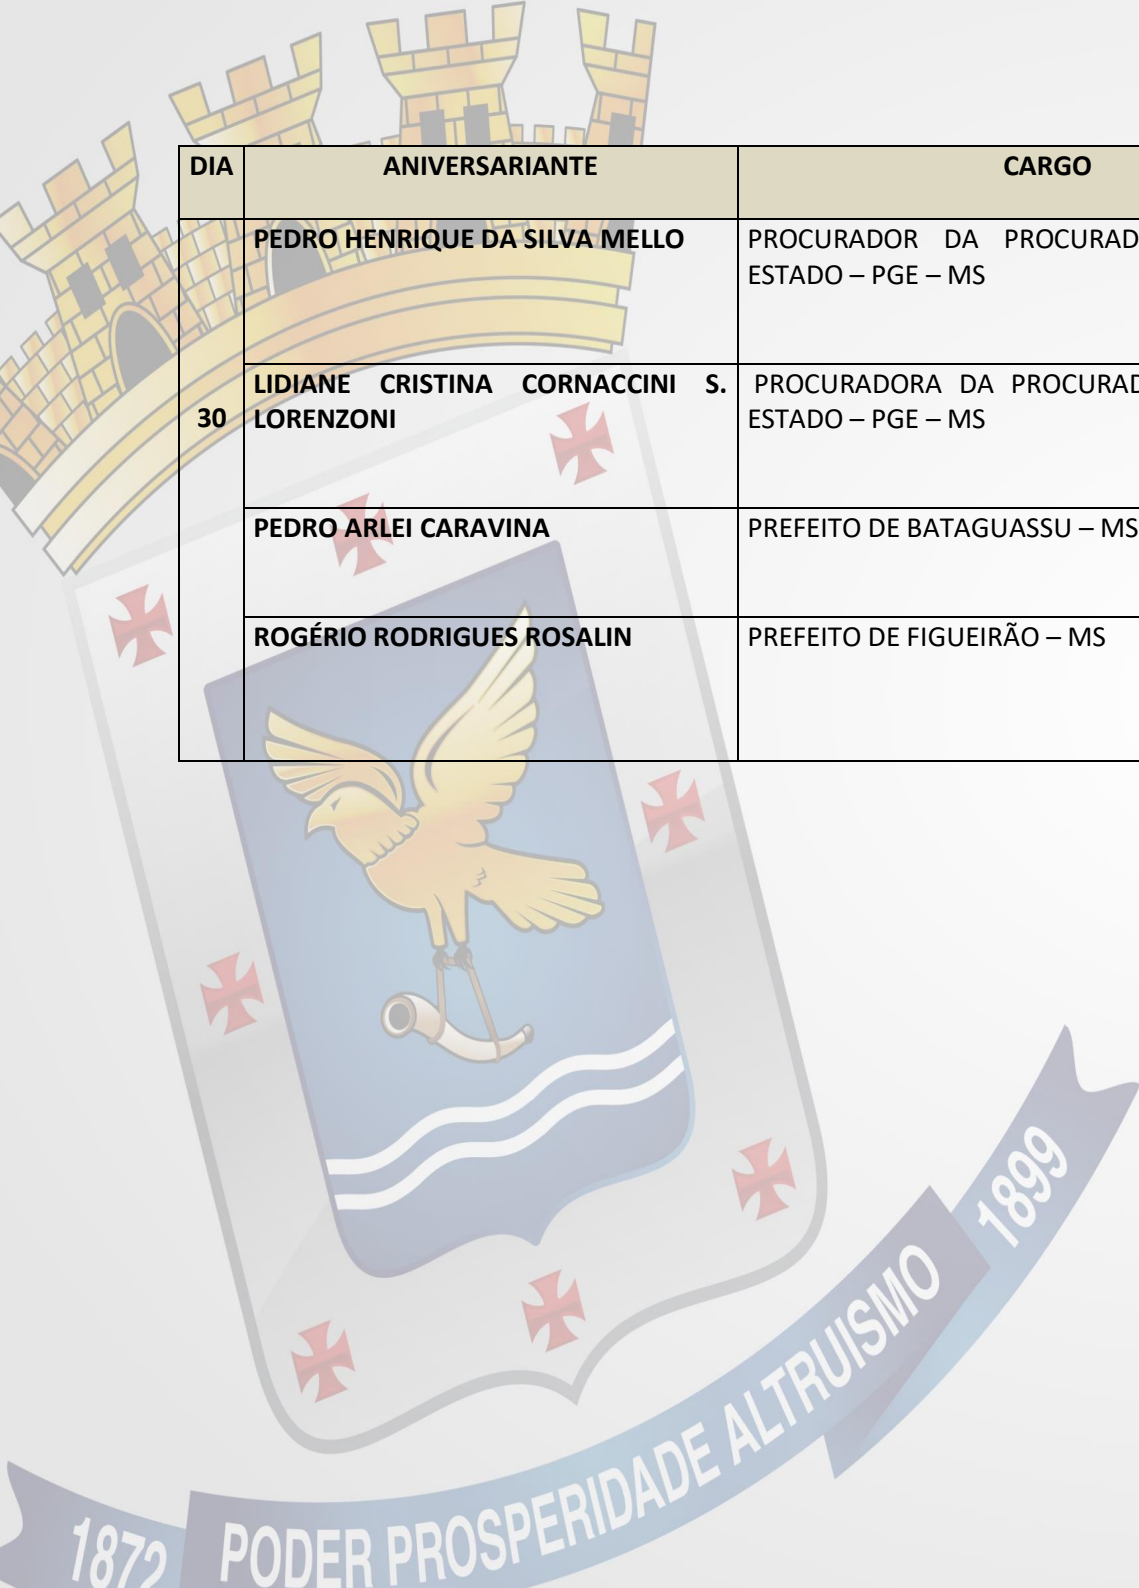 DIA ANIVERSARIANTE CARGO
PEDRO HENRIQUE DA SILVA MELLO PROCURADOR DA
ESTADO – PGE – MS
LIDIANE CRISTINA CORNACCINI S. PROCURADORA DA
30 LORENZONI ESTADO – PGE – MS
PEDRO ARLEI CARAVINA PREFEITO DE BATAGUASSU – MS
ROGÉRIO RODRIGUES ROSALIN PREFEITO DE FIGUEIRÃO – MS
1872 PODER PROSPERIDADE ALTRUISMO 1899